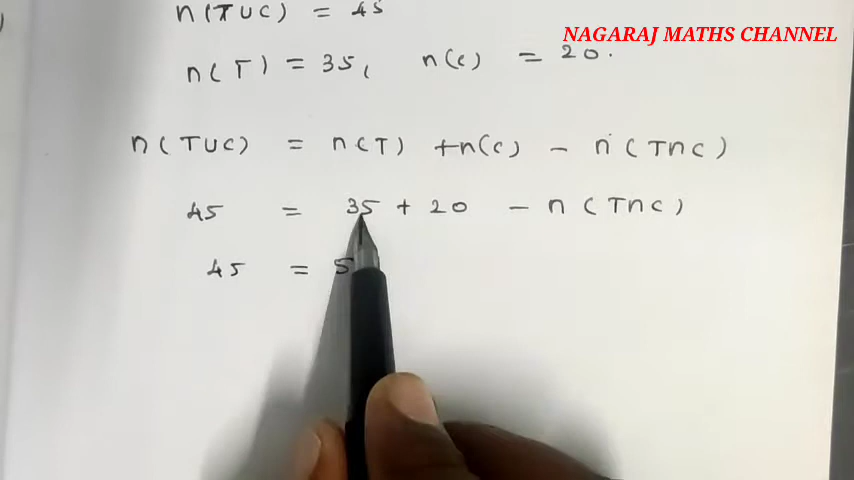 n(TUC) = 45
NAGARAJ MATHS CHANNEL
n(T) = 35, n(c) = 20.
n(TUC) = n(T) + n(c) - n(TnC)
45 = 35 + 20 - n(TnC)
45 = 5